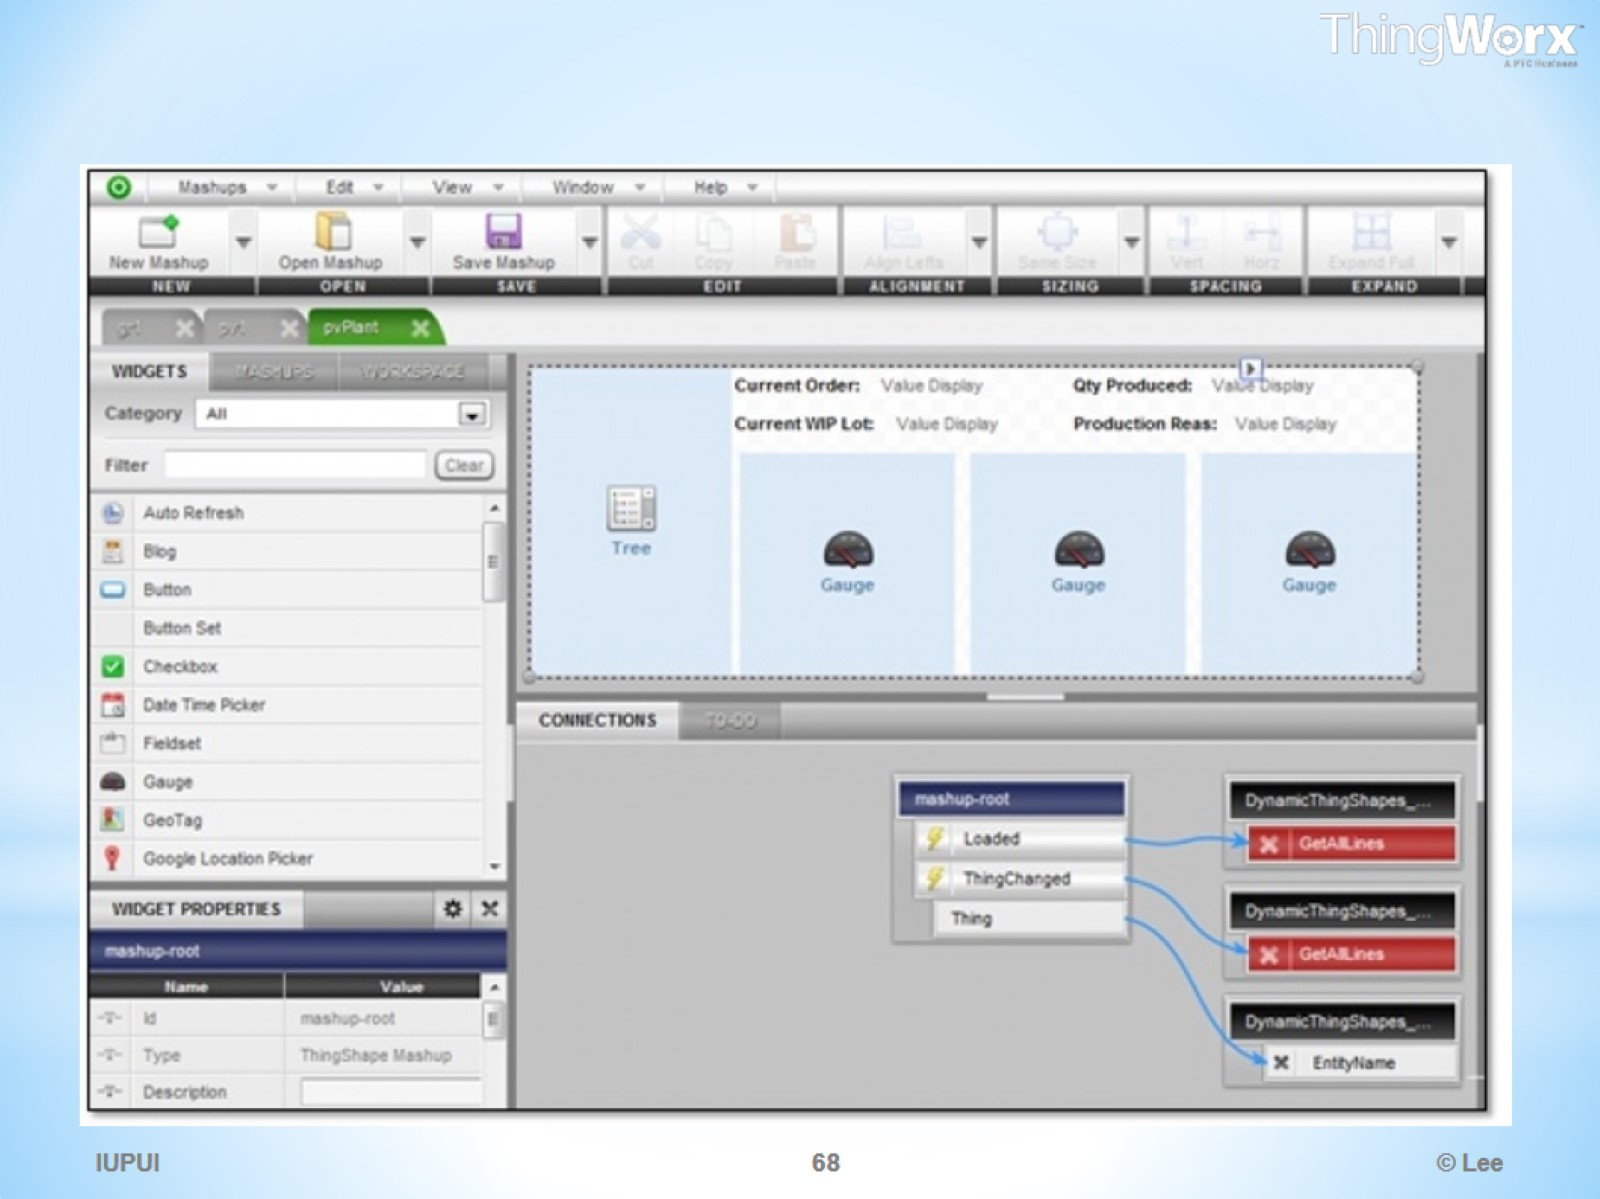 ThingWorx
A PTC Business
Mashups Edit View Window Help
New Mashup Open Mashup Save Mashup Cut Copy Paste Align Lefts Same Size Vert Horz Expand Full
NEW OPEN SAVE EDIT ALIGNMENT SIZING SPACING EXPAND
pvPlant
WIDGETS MASHUPS WORKSPACE
Category All
Filter Clear
Auto Refresh
Blog
Button
Button Set
Checkbox
Date Time Picker
Fieldset
Gauge
GeoTag
Google Location Picker
WIDGET PROPERTIES
mashup-root
Name Value
Id mashup-root
Type ThingShape Mashup
Description
Current Order: Value Display Qty Produced: Value Display
Current WIP Lot: Value Display Production Reas: Value Display
Tree
Gauge Gauge Gauge
CONNECTIONS TO-DO
mashup-root
Loaded
ThingChanged
Thing
DynamicThingShapes_...
GetAllLines
DynamicThingShapes_...
GetAllLines
DynamicThingShapes_...
EntityName
IUPUI 68 © Lee